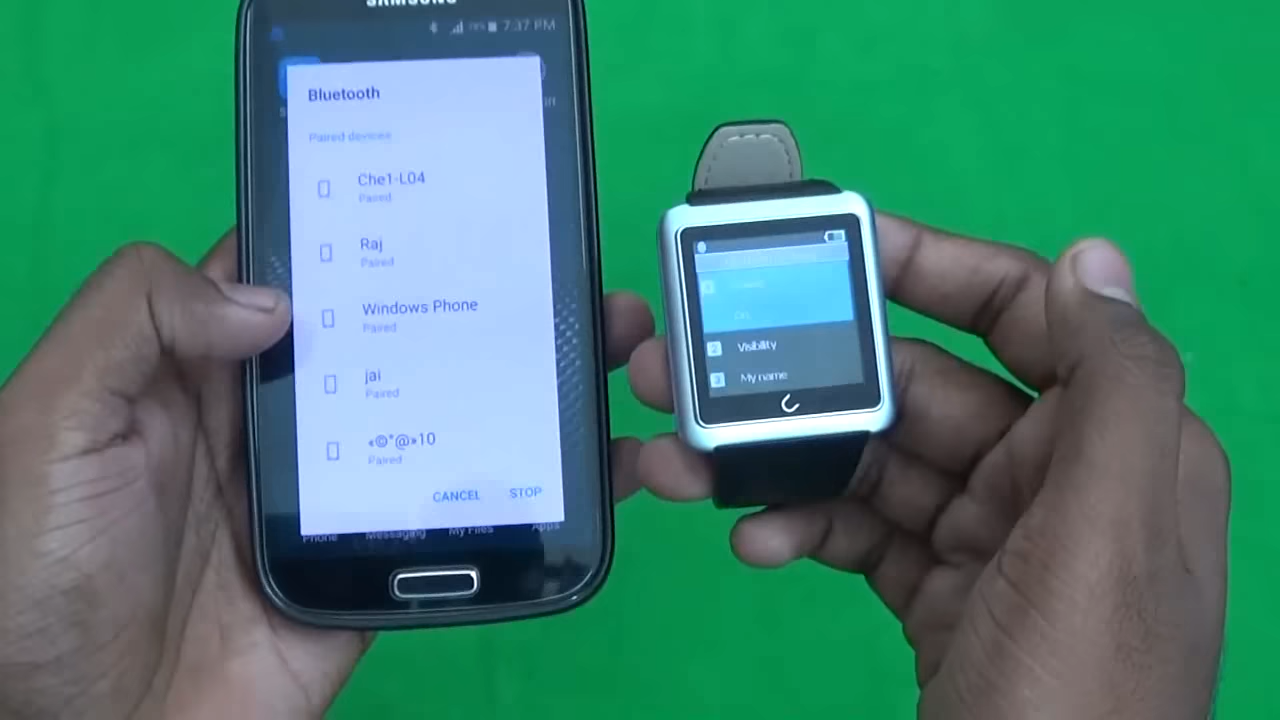 SAMSUNG
7:37 PM
Bluetooth
Paired devices
Che1-L04
Paired
Raj
Paired
Windows Phone
Paired
jai
Paired
«©°@»10
Paired
CANCEL STOP
Phone Messaging My Files Apps
Visibility
My name